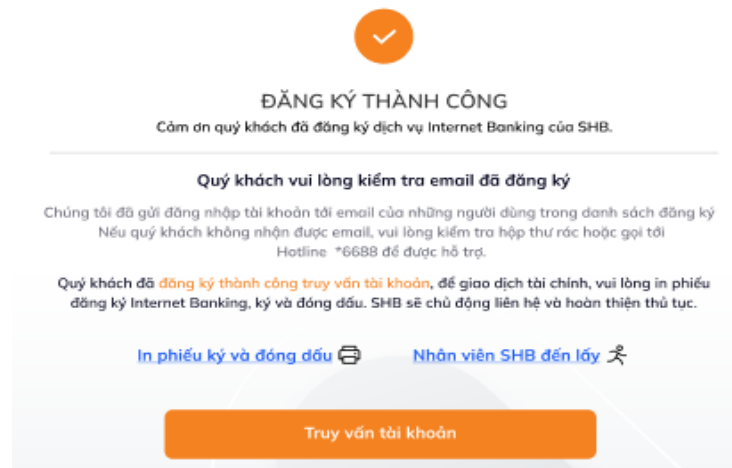 ĐĂNG KÝ THÀNH CÔNG
Cảm ơn quý khách đã đăng ký dịch vụ Internet Banking của SHB.
Quý khách vui lòng kiểm tra email đã đăng ký
Chúng tôi đã gửi đăng nhập tài khoản tới email của những người dùng trong danh sách đăng ký
Nếu quý khách không nhận được email, vui lòng kiểm tra hộp thư rác hoặc gọi tới
Hotline *6688 để được hỗ trợ.
Quý khách đã đăng ký thành công truy vấn tài khoản, để giao dịch tài chính, vui lòng in phiếu
đăng ký Internet Banking, ký và đóng dấu. SHB sẽ chủ động liên hệ và hoàn thiện thủ tục.
In phiếu ký và đóng dấu Nhân viên SHB đến lấy
Truy vấn tài khoản